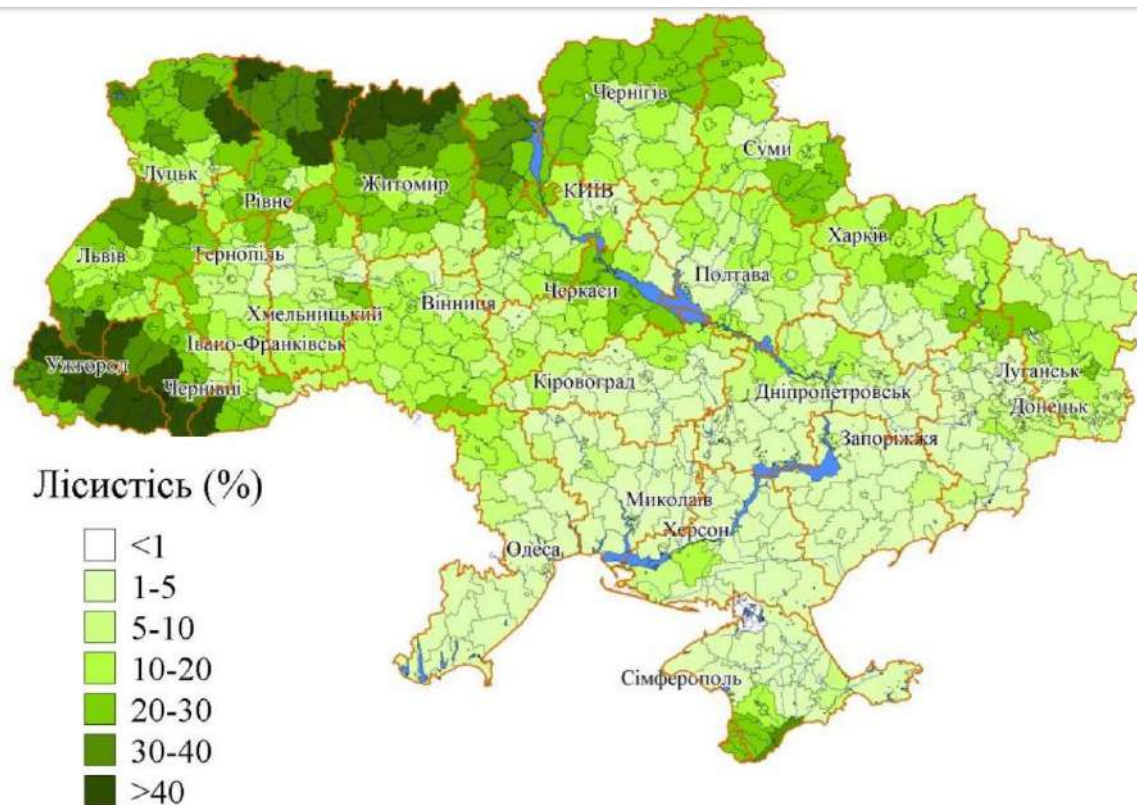 Чернігів
Суми
Луцьк
Рівне
Житомир
КИЇВ
Харків
Львів
Тернопіль
Полтава
Черкаси
Вінниця
Хмельницький
Івано-Франківськ
Ужгород
Чернівці
Кіровоград
Дніпропетровськ
Луганськ
Донецьк
Запоріжжя
Миколаїв
Херсон
Одеса
Сімферополь
Лісистісь (%)
<1
1-5
5-10
10-20
20-30
30-40
>40